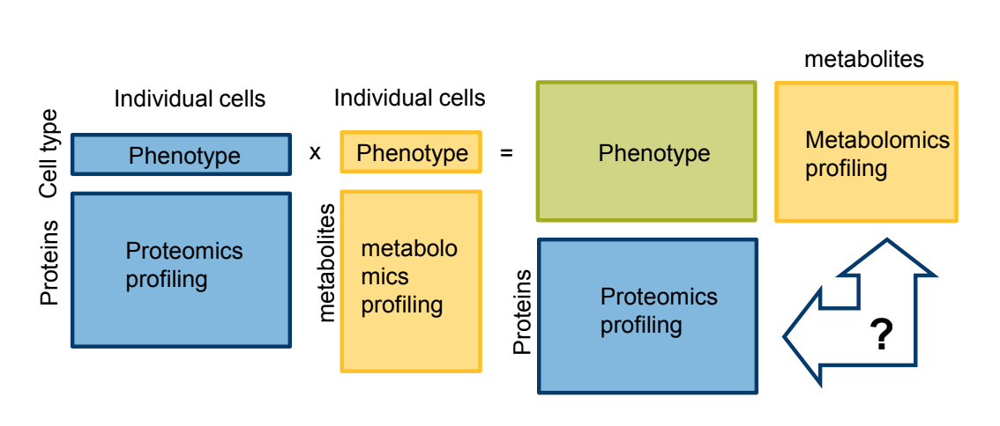 metabolites
Individual cells
Individual cells
Cell type
Phenotype
x
Phenotype
=
Phenotype
Metabolomics
profiling
Proteins
Proteomics
profiling
metabolites
metabolo
mics
profiling
Proteins
Proteomics
profiling
?